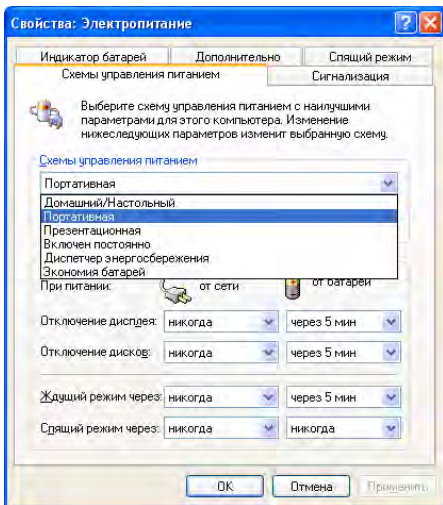 Свойства: Электропитание
Индикатор батарей Дополнительно Спящий режим
Схемы управления питанием Сигнализация
Выберите схему управления питанием с наилучшими
параметрами для этого компьютера. Изменение
нижеследующих параметров изменит выбранную схему.
Схемы управления питанием
Портативная
Домашний/Настольный
Портативная
Презентационная
Включен постоянно
Диспетчер энергосбережения
Экономия батарей
При питании: от сети от батарей
Отключение дисплея: никогда через 5 мин
Отключение дисков: никогда через 5 мин
Ждущий режим через: никогда через 5 мин
Спящий режим через: никогда никогда
OK Отмена Применить